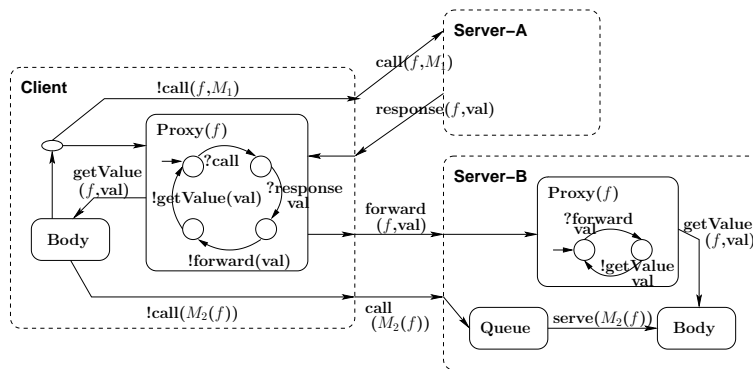 Server–A
Client
!call(f,M₁)
call(f,M₁)
response(f,val)
Proxy(f)
?call
getValue
(f,val)
!getValue(val)
?response
val
!forward(val)
Body
!call(M₂(f))
forward
(f,val)
call
(M₂(f))
Server–B
Proxy(f)
?forward
val
!getValue
val
getValue
(f,val)
Queue
serve(M₂(f))
Body